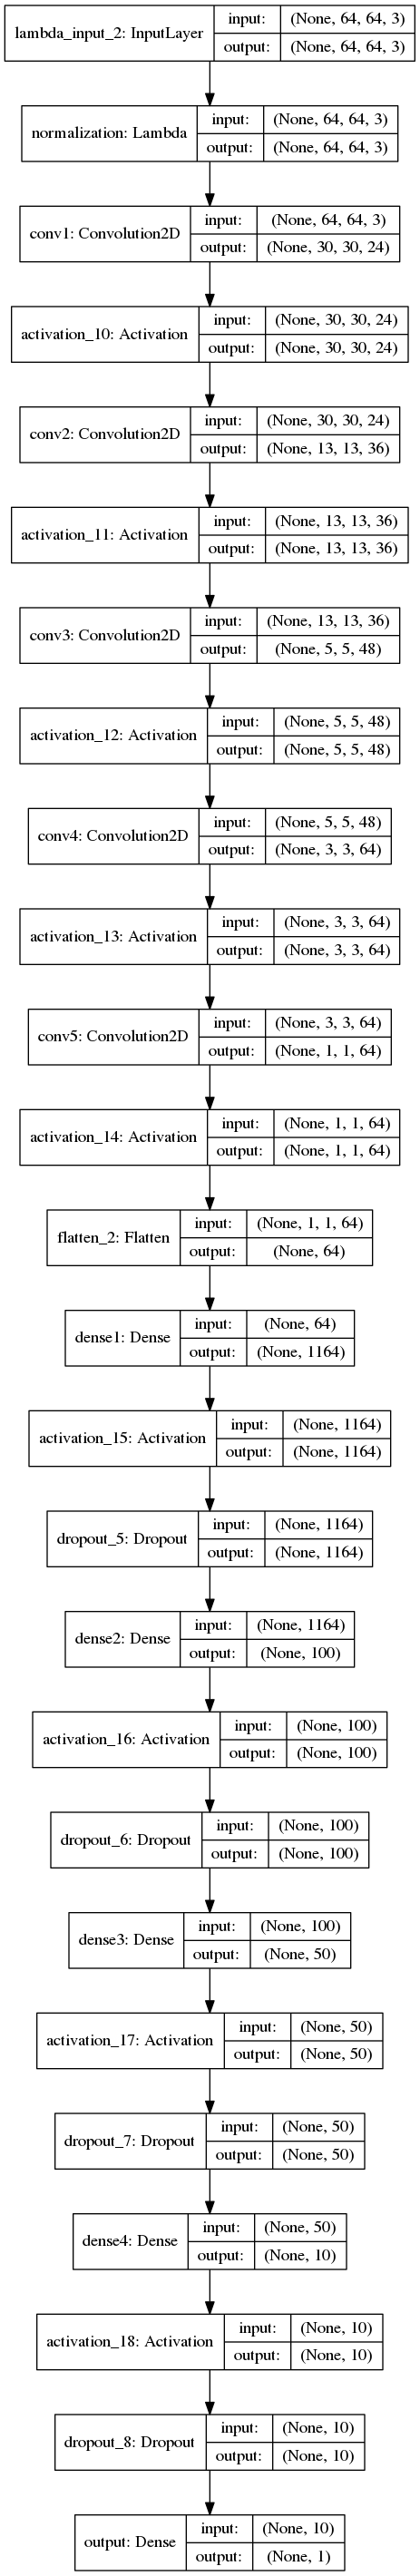 lambda_input_2: InputLayer
input: (None, 64, 64, 3)
output: (None, 64, 64, 3)
normalization: Lambda
input: (None, 64, 64, 3)
output: (None, 64, 64, 3)
conv1: Convolution2D
input: (None, 64, 64, 3)
output: (None, 30, 30, 24)
activation_10: Activation
input: (None, 30, 30, 24)
output: (None, 30, 30, 24)
conv2: Convolution2D
input: (None, 30, 30, 24)
output: (None, 13, 13, 36)
activation_11: Activation
input: (None, 13, 13, 36)
output: (None, 13, 13, 36)
conv3: Convolution2D
input: (None, 13, 13, 36)
output: (None, 5, 5, 48)
activation_12: Activation
input: (None, 5, 5, 48)
output: (None, 5, 5, 48)
conv4: Convolution2D
input: (None, 5, 5, 48)
output: (None, 3, 3, 64)
activation_13: Activation
input: (None, 3, 3, 64)
output: (None, 3, 3, 64)
conv5: Convolution2D
input: (None, 3, 3, 64)
output: (None, 1, 1, 64)
activation_14: Activation
input: (None, 1, 1, 64)
output: (None, 1, 1, 64)
flatten_2: Flatten
input: (None, 1, 1, 64)
output: (None, 64)
dense1: Dense
input: (None, 64)
output: (None, 1164)
activation_15: Activation
input: (None, 1164)
output: (None, 1164)
dropout_5: Dropout
input: (None, 1164)
output: (None, 1164)
dense2: Dense
input: (None, 1164)
output: (None, 100)
activation_16: Activation
input: (None, 100)
output: (None, 100)
dropout_6: Dropout
input: (None, 100)
output: (None, 100)
dense3: Dense
input: (None, 100)
output: (None, 50)
activation_17: Activation
input: (None, 50)
output: (None, 50)
dropout_7: Dropout
input: (None, 50)
output: (None, 50)
dense4: Dense
input: (None, 50)
output: (None, 10)
activation_18: Activation
input: (None, 10)
output: (None, 10)
dropout_8: Dropout
input: (None, 10)
output: (None, 10)
output: Dense
input: (None, 10)
output: (None, 1)